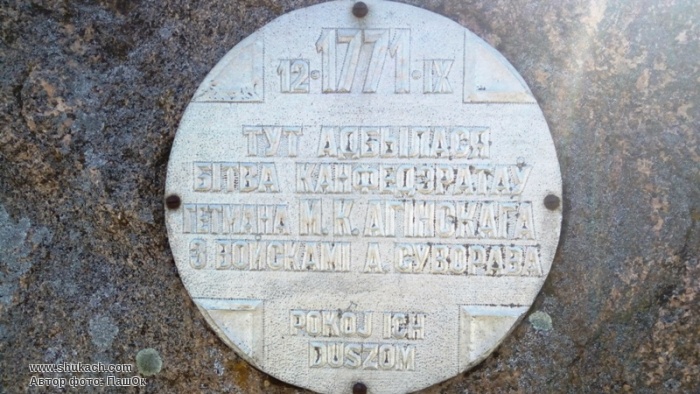 12·1771·IX
ТУТ АДБЫЛАСЯ
БІТВА КАНФЕДЭРАТАЎ
ГЕТМАНА М.К.АГІНСКАГА
З ВОЙСКАМІ А.СУВОРАВА
POKÓJ ICH
DUSZOM
www.shukach.com
Автор фото: ПашОк